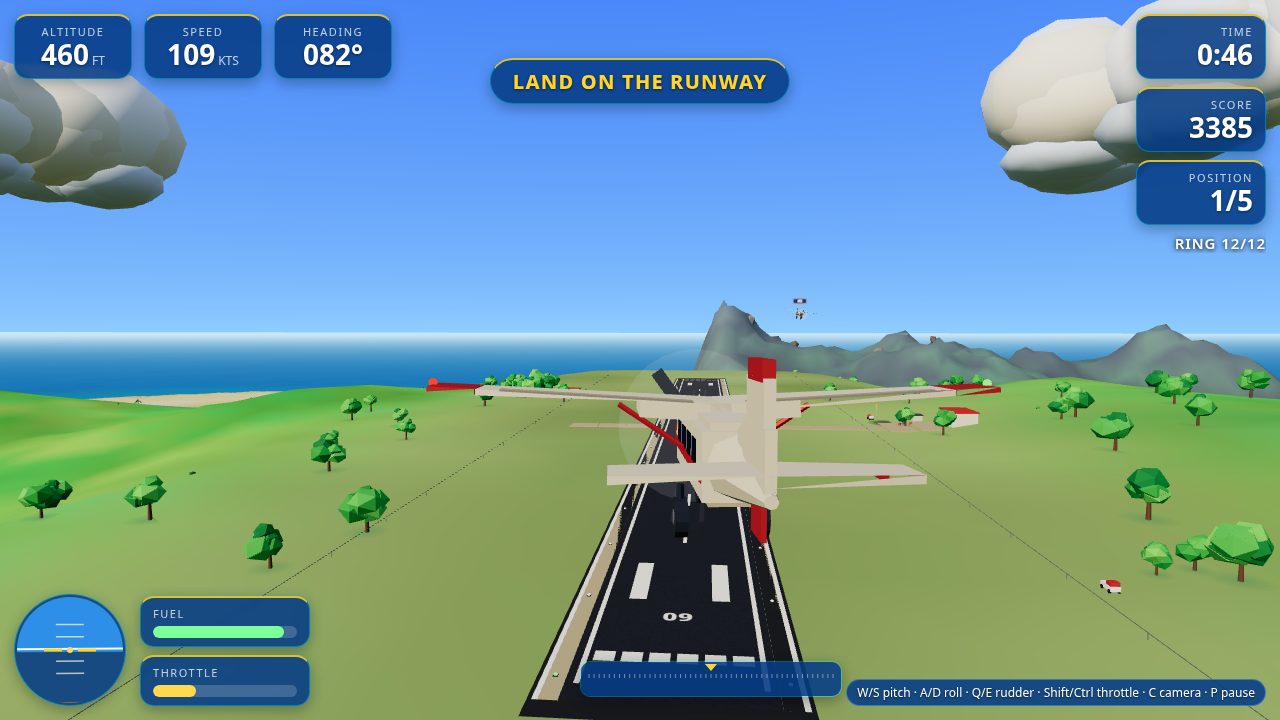 ALTITUDE
460 FT
SPEED
109 KTS
HEADING
082°
LAND ON THE RUNWAY
TIME
0:46
SCORE
3385
POSITION
1/5
RING 12/12
09
FUEL
THROTTLE
W/S pitch · A/D roll · Q/E rudder · Shift/Ctrl throttle · C camera · P pause